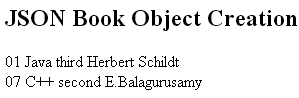 JSON Book Object Creation
01 Java third Herbert Schildt
07 C++ second E.Balagurusamy